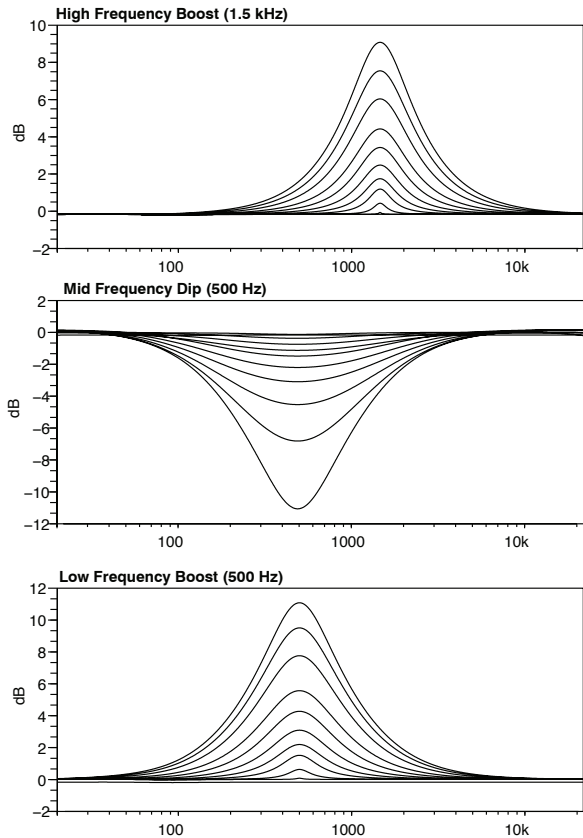 High Frequency Boost (1.5 kHz)
10
8
6
4
2
0
−2
dB
100 1000 10k
Mid Frequency Dip (500 Hz)
2
0
−2
−4
−6
−8
−10
−12
dB
100 1000 10k
Low Frequency Boost (500 Hz)
12
10
8
6
4
2
0
−2
dB
100 1000 10k